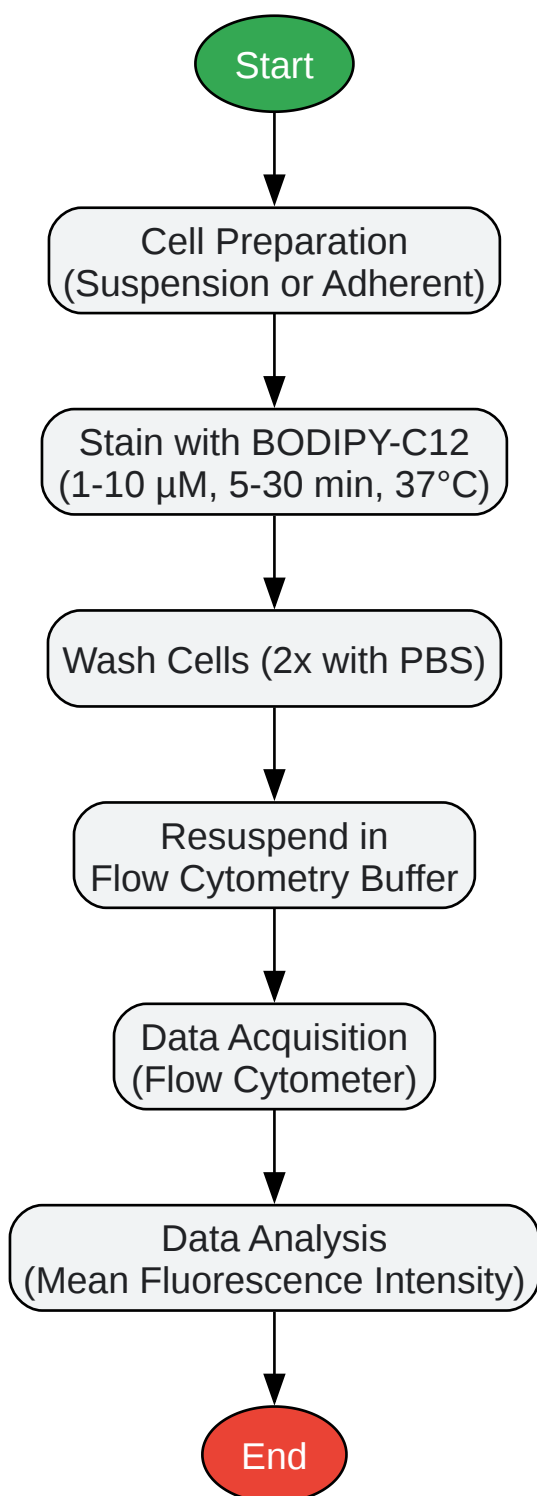 Start
Cell Preparation
(Suspension or Adherent)
Stain with BODIPY-C12
(1-10 µM, 5-30 min, 37°C)
Wash Cells (2x with PBS)
Resuspend in
Flow Cytometry Buffer
Data Acquisition
(Flow Cytometer)
Data Analysis
(Mean Fluorescence Intensity)
End